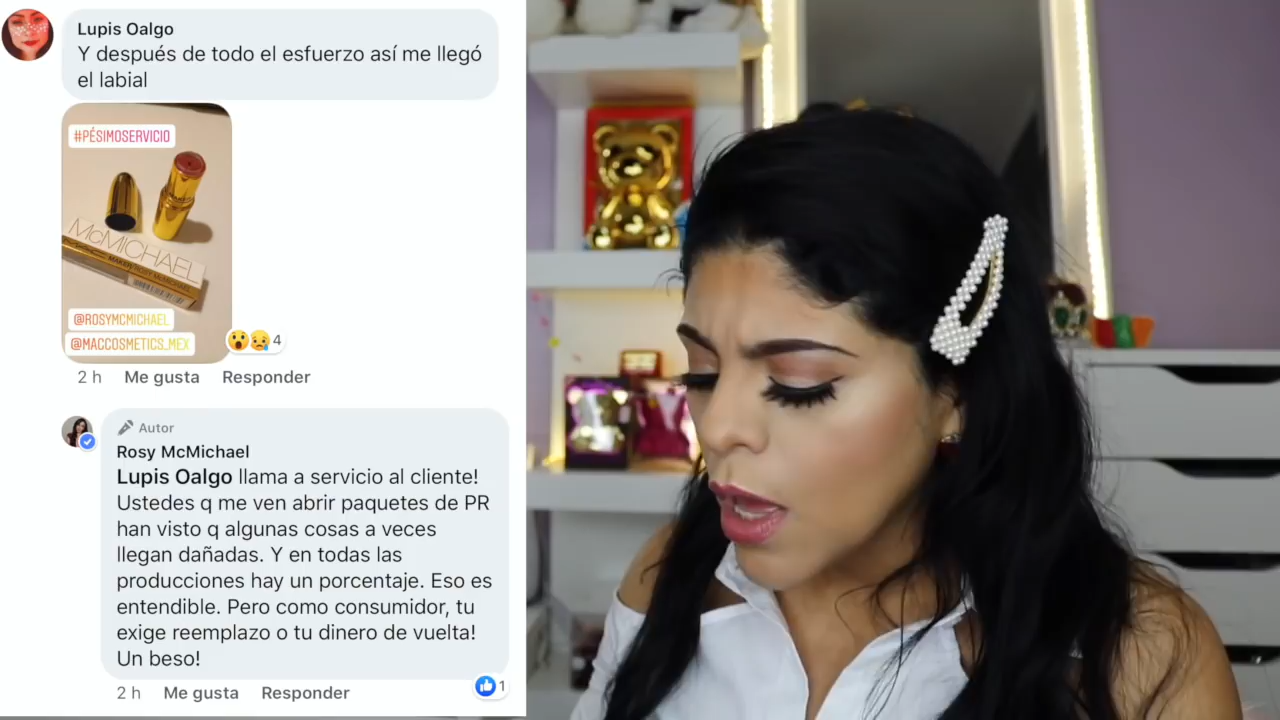 Lupis Oalgo
Y después de todo el esfuerzo así me llegó
el labial
#PÉSIMOSERVICIO
MCMICHAEL
@ROSYMCMICHAEL
@MACCOSMETICS_MEX
4
2 h Me gusta Responder
Autor
Rosy McMichael
Lupis Oalgo llama a servicio al cliente!
Ustedes q me ven abrir paquetes de PR
han visto q algunas cosas a veces
llegan dañadas. Y en todas las
producciones hay un porcentaje. Eso es
entendible. Pero como consumidor, tu
exige reemplazo o tu dinero de vuelta!
Un beso!
2 h Me gusta Responder
1